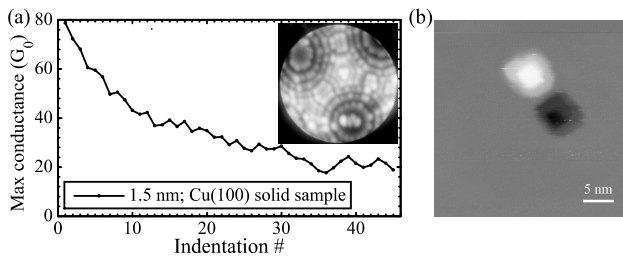 (a)
Max conductance (G₀)
80
60
40
20
0
1.5 nm; Cu(100) solid sample
0
10
20
30
40
Indentation #
(b)
5 nm